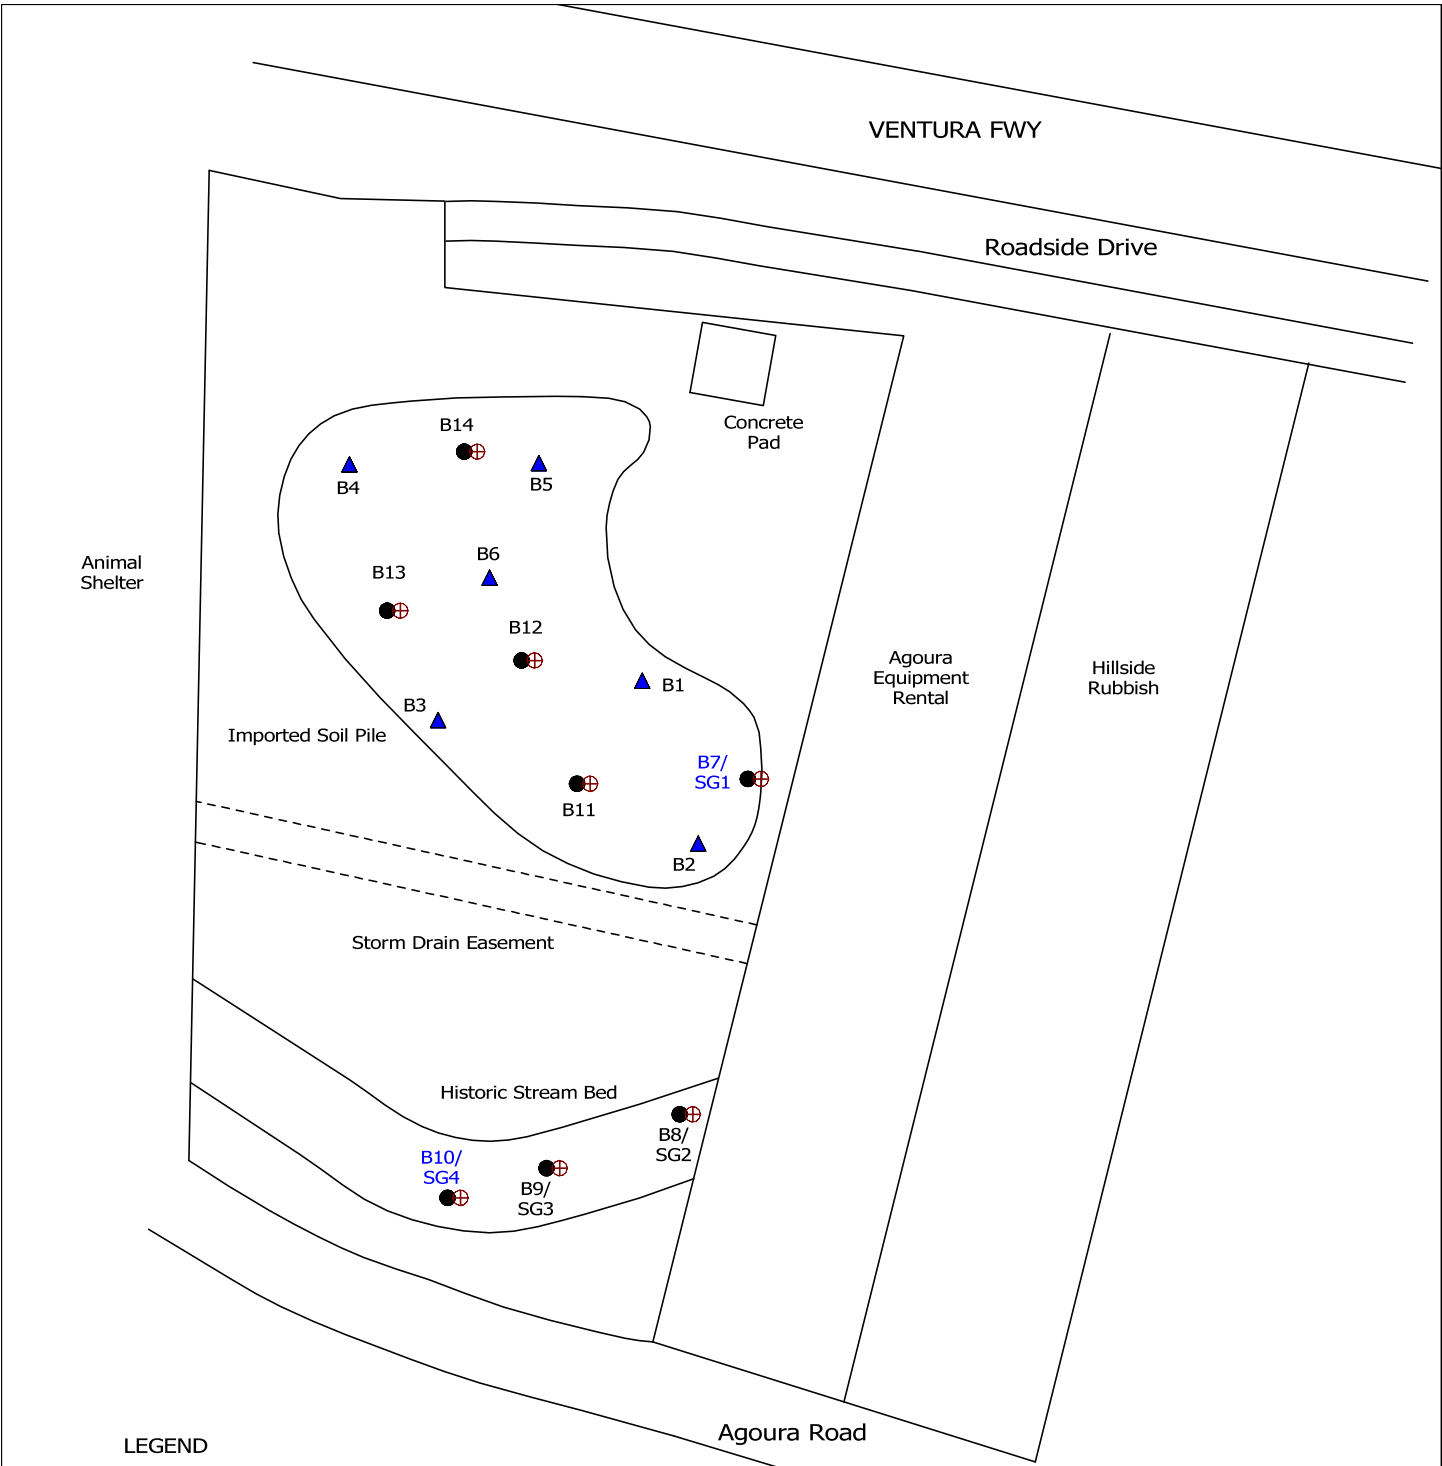 VENTURA FWY
Roadside Drive
Concrete
Pad
B14
B4
B5
B6
Animal
Shelter
B13
B12
B1
Agoura
Equipment
Rental
Hillside
Rubbish
B3
Imported Soil Pile
B7/
SG1
B11
B2
Storm Drain Easement
Historic Stream Bed
B8/
SG2
B10/
SG4
B9/
SG3
Agoura Road
LEGEND